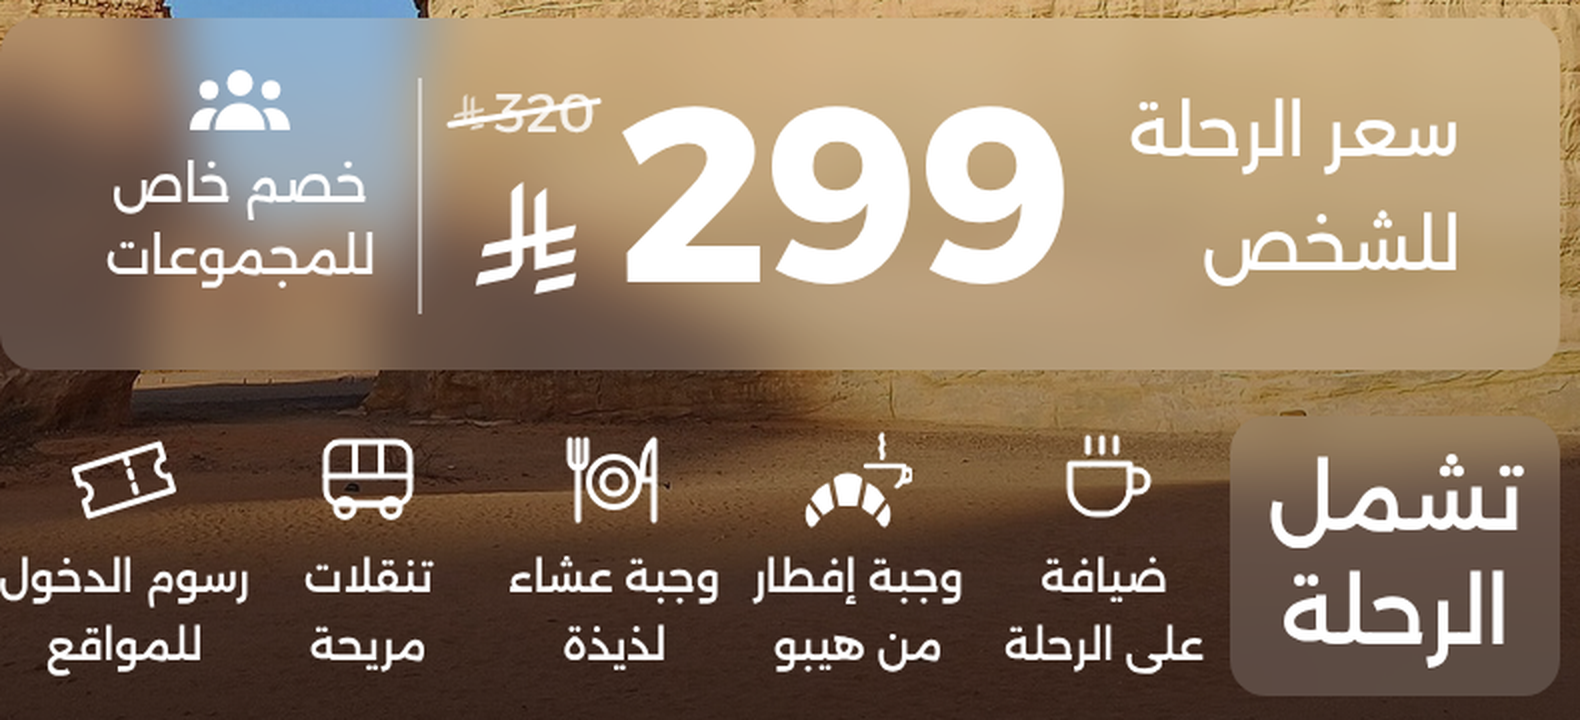 سعر الرحلة
للشخص
299
320
خصم خاص
للمجموعات
تشمل
الرحلة
ضيافة
على الرحلة
وجبة إفطار
من هيبو
وجبة عشاء
لذيذة
تنقلات
مريحة
رسوم الدخول
للمواقع